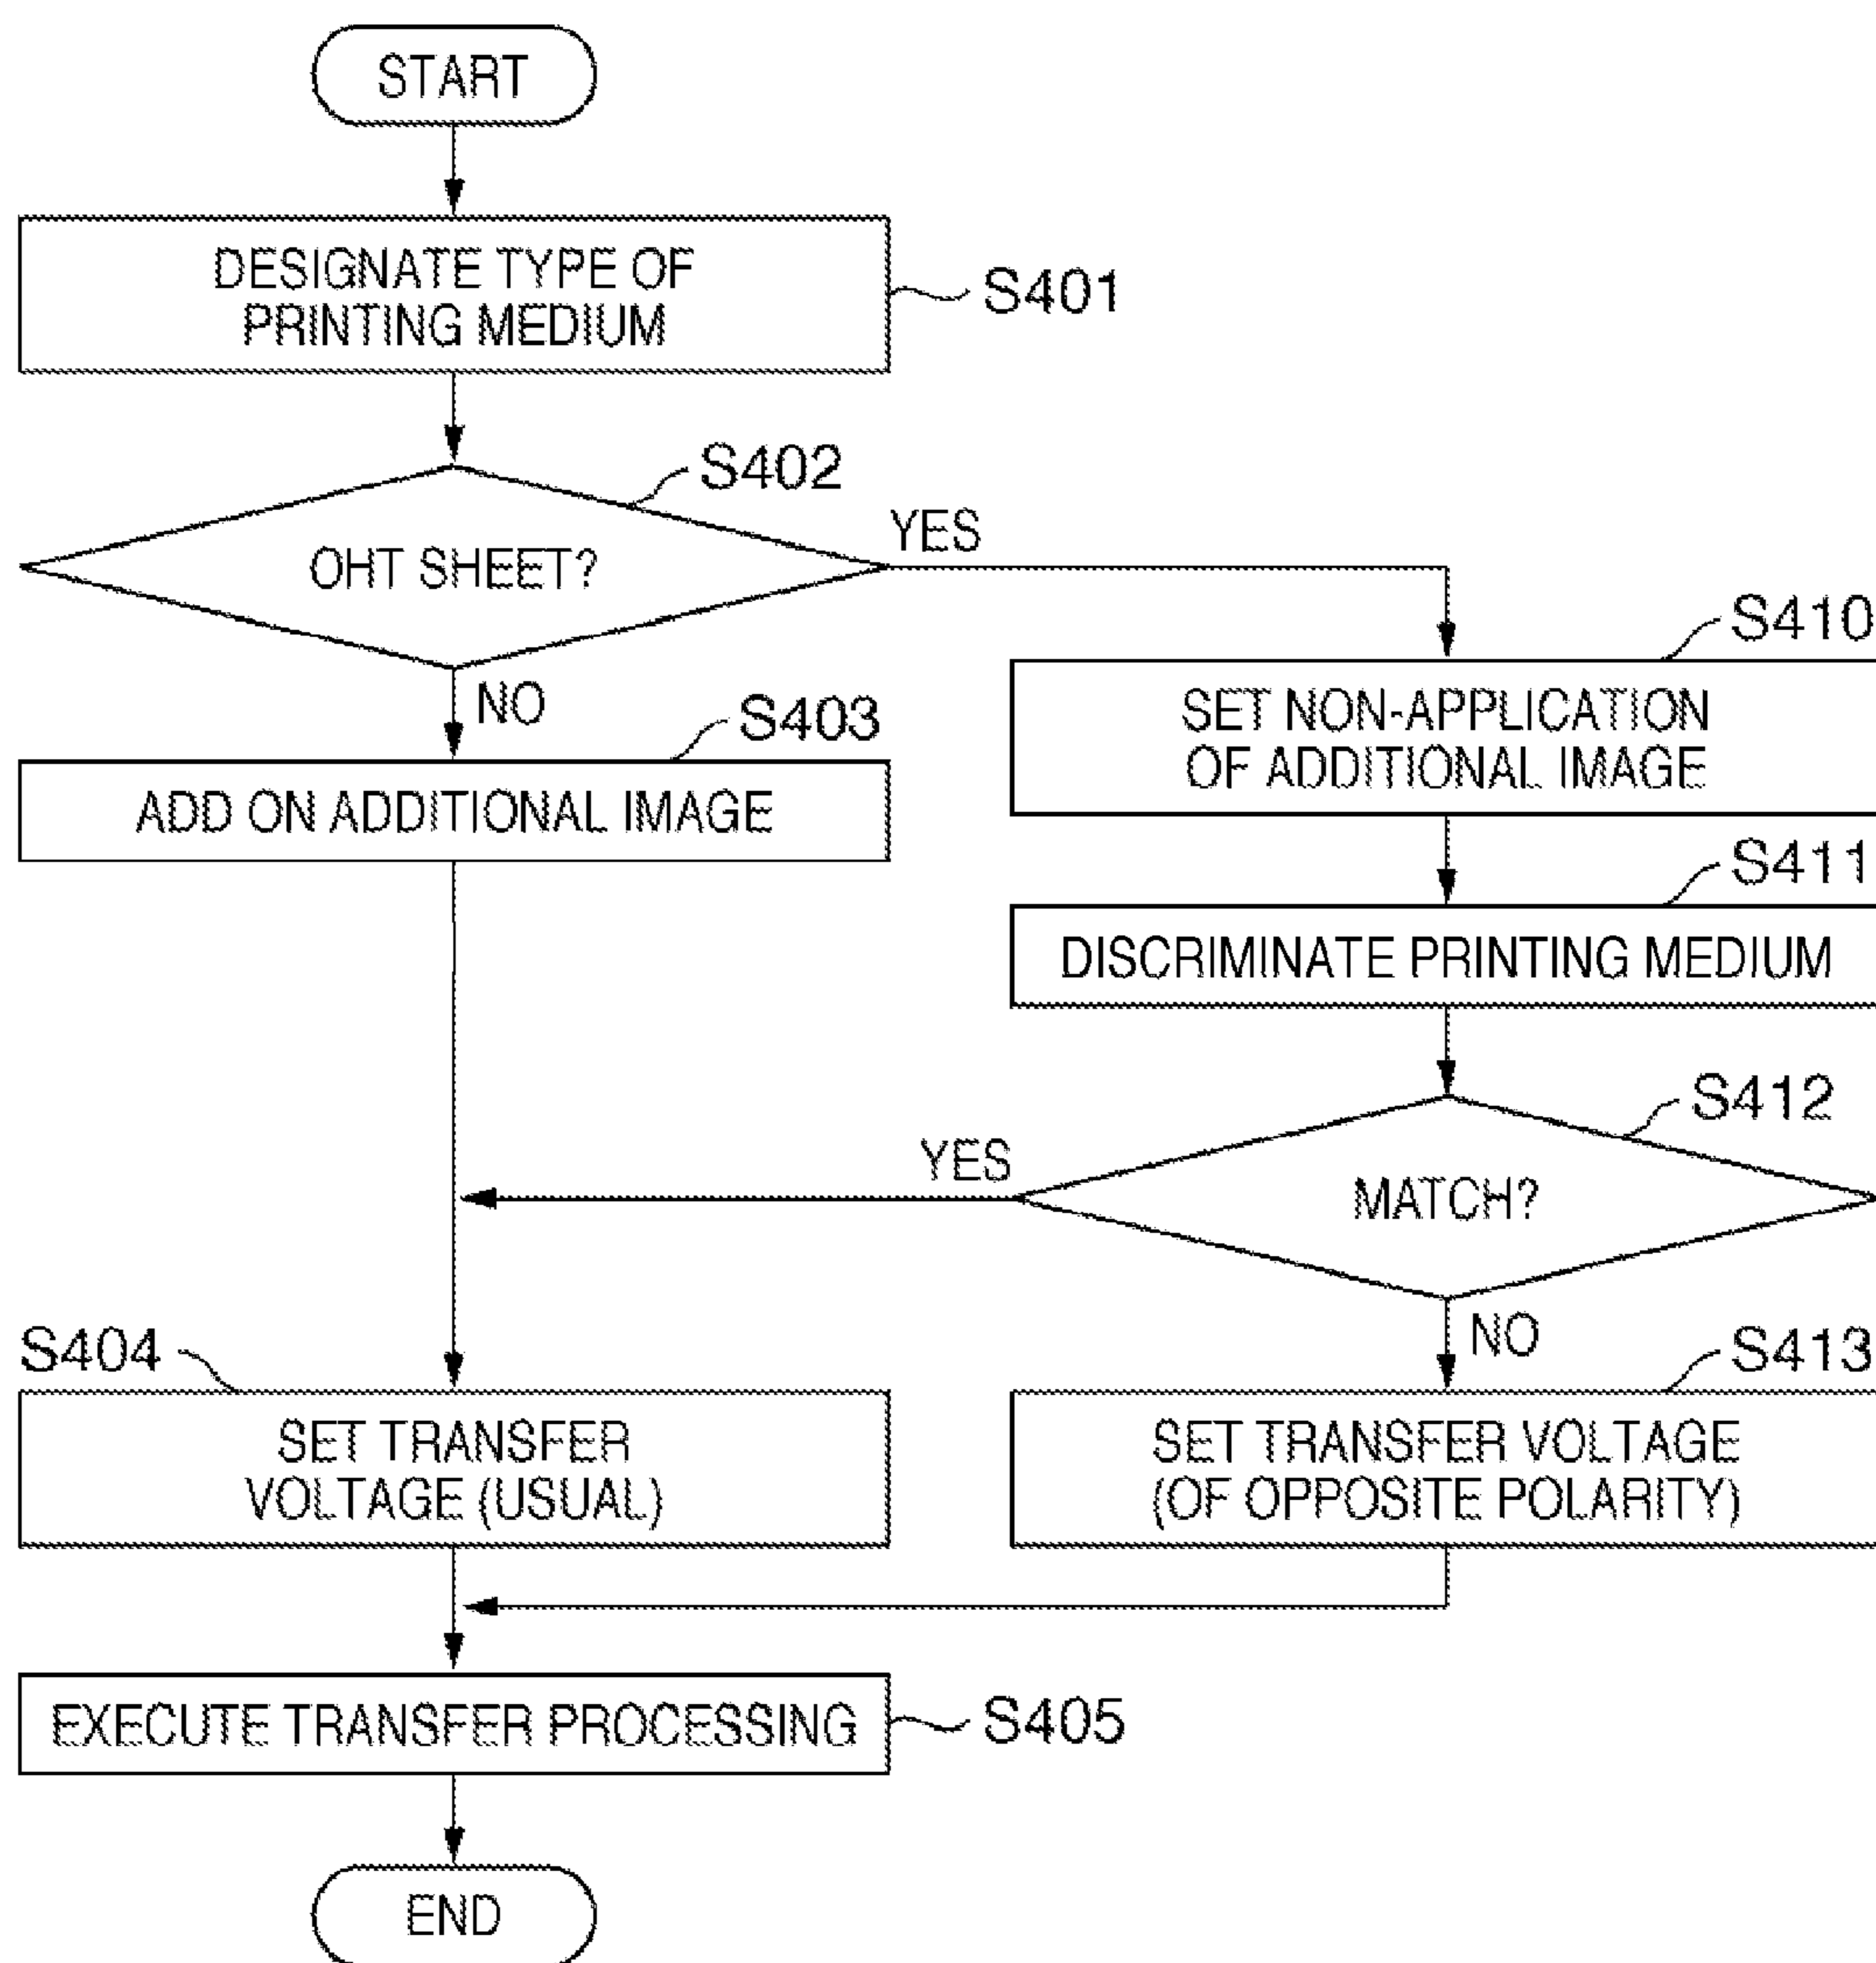 START
DESIGNATE TYPE OF
PRINTING MEDIUM
S401
S402
OHT SHEET?
YES
NO
S403
ADD ON ADDITIONAL IMAGE
S410
SET NON-APPLICATION
OF ADDITIONAL IMAGE
S411
DISCRIMINATE PRINTING MEDIUM
S412
MATCH?
YES
NO
S404
SET TRANSFER
VOLTAGE (USUAL)
S413
SET TRANSFER VOLTAGE
(OF OPPOSITE POLARITY)
EXECUTE TRANSFER PROCESSING
S405
END